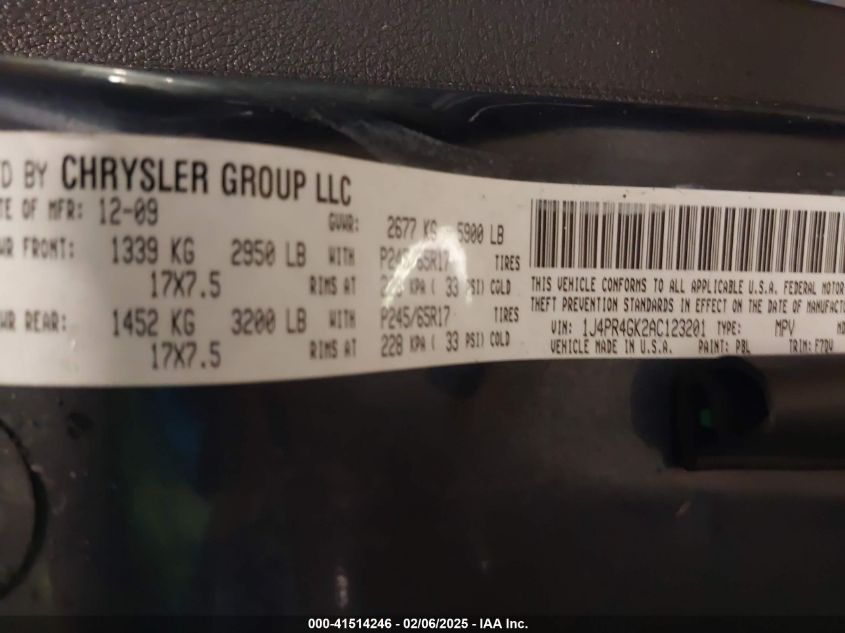 D BY CHRYSLER GROUP LLC
TE OF MFR: 12-09 GVWR: 2677 KG 5900 LB
WR FRONT: 1339 KG 2950 LB WITH P245/65R17 TIRES
17X7.5 RIMS AT 228 KPA ( 33 PSI) COLD
WR REAR: 1452 KG 3200 LB WITH P245/65R17 TIRES
17X7.5 RIMS AT 228 KPA ( 33 PSI) COLD
THIS VEHICLE CONFORMS TO ALL APPLICABLE U.S.A. FEDERAL MOTOR
THEFT PREVENTION STANDARDS IN EFFECT ON THE DATE OF MANUFAC
VIN: 1J4PR4GK2AC123201 TYPE: MPV
VEHICLE MADE IN U.S.A. PAINT: PBL TRIM: F7DV
000-41514246 - 02/06/2025 - IAA Inc.